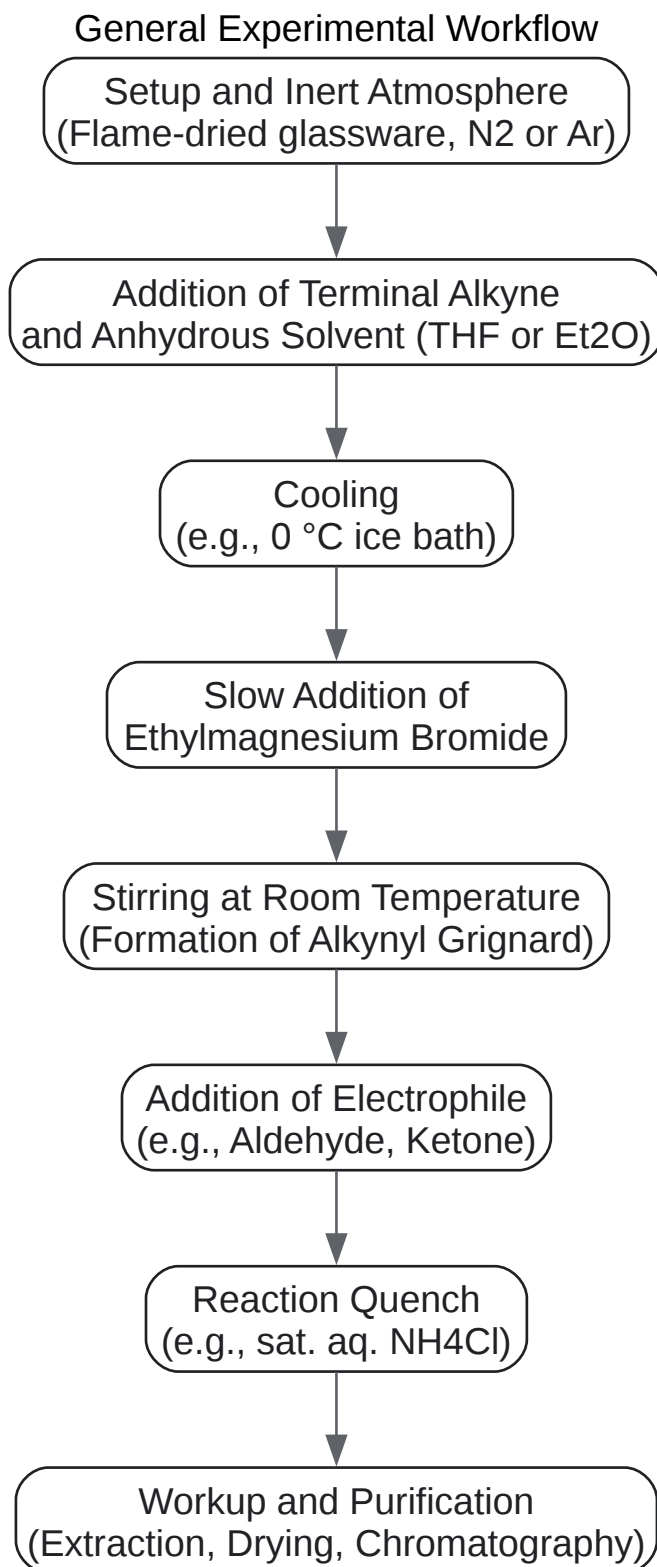 General Experimental Workflow
Setup and Inert Atmosphere
(Flame-dried glassware, N2 or Ar)
Addition of Terminal Alkyne
and Anhydrous Solvent (THF or Et2O)
Cooling
(e.g., 0 °C ice bath)
Slow Addition of
Ethylmagnesium Bromide
Stirring at Room Temperature
(Formation of Alkynyl Grignard)
Addition of Electrophile
(e.g., Aldehyde, Ketone)
Reaction Quench
(e.g., sat. aq. NH4Cl)
Workup and Purification
(Extraction, Drying, Chromatography)